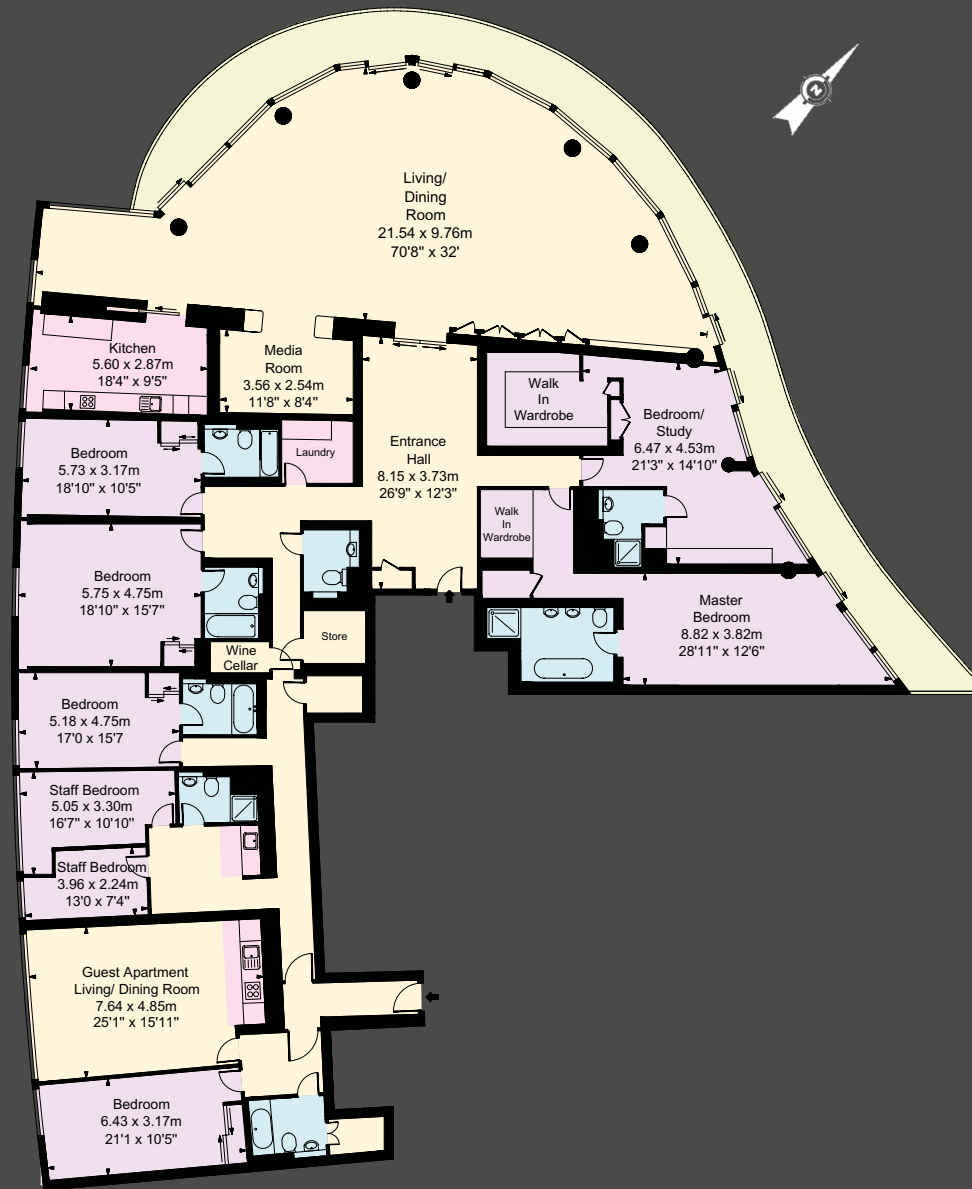 N
Living/
Dining
Room
21.54 x 9.76m
70'8" x 32'
Kitchen
5.60 x 2.87m
18'4" x 9'5"
Media
Room
3.56 x 2.54m
11'8" x 8'4"
Walk
In
Wardrobe
Bedroom/
Study
6.47 x 4.53m
21'3" x 14'10"
Entrance
Hall
8.15 x 3.73m
26'9" x 12'3"
Laundry
Bedroom
5.73 x 3.17m
18'10" x 10'5"
Walk
In
Wardrobe
Bedroom
5.75 x 4.75m
18'10" x 15'7"
Master
Bedroom
8.82 x 3.82m
28'11" x 12'6"
Store
Wine
Cellar
Bedroom
5.18 x 4.75m
17'0 x 15'7
Staff Bedroom
5.05 x 3.30m
16'7" x 10'10"
Staff Bedroom
3.96 x 2.24m
13'0 x 7'4"
Guest Apartment
Living/ Dining Room
7.64 x 4.85m
25'1" x 15'11"
Bedroom
6.43 x 3.17m
21'1 x 10'5"